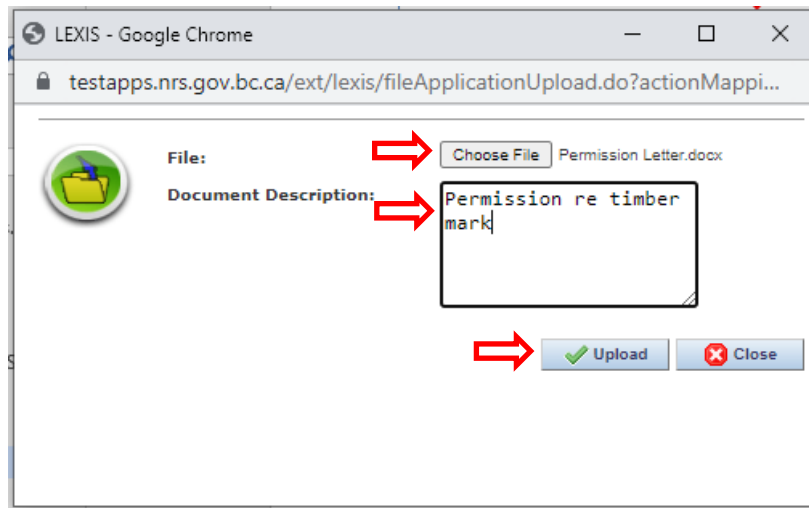 LEXIS - Google Chrome
testapps.nrs.gov.bc.ca/ext/lexis/fileApplicationUpload.do?actionMappi...
File: Choose File Permission Letter.docx
Document Description: Permission re timber
mark
Upload Close